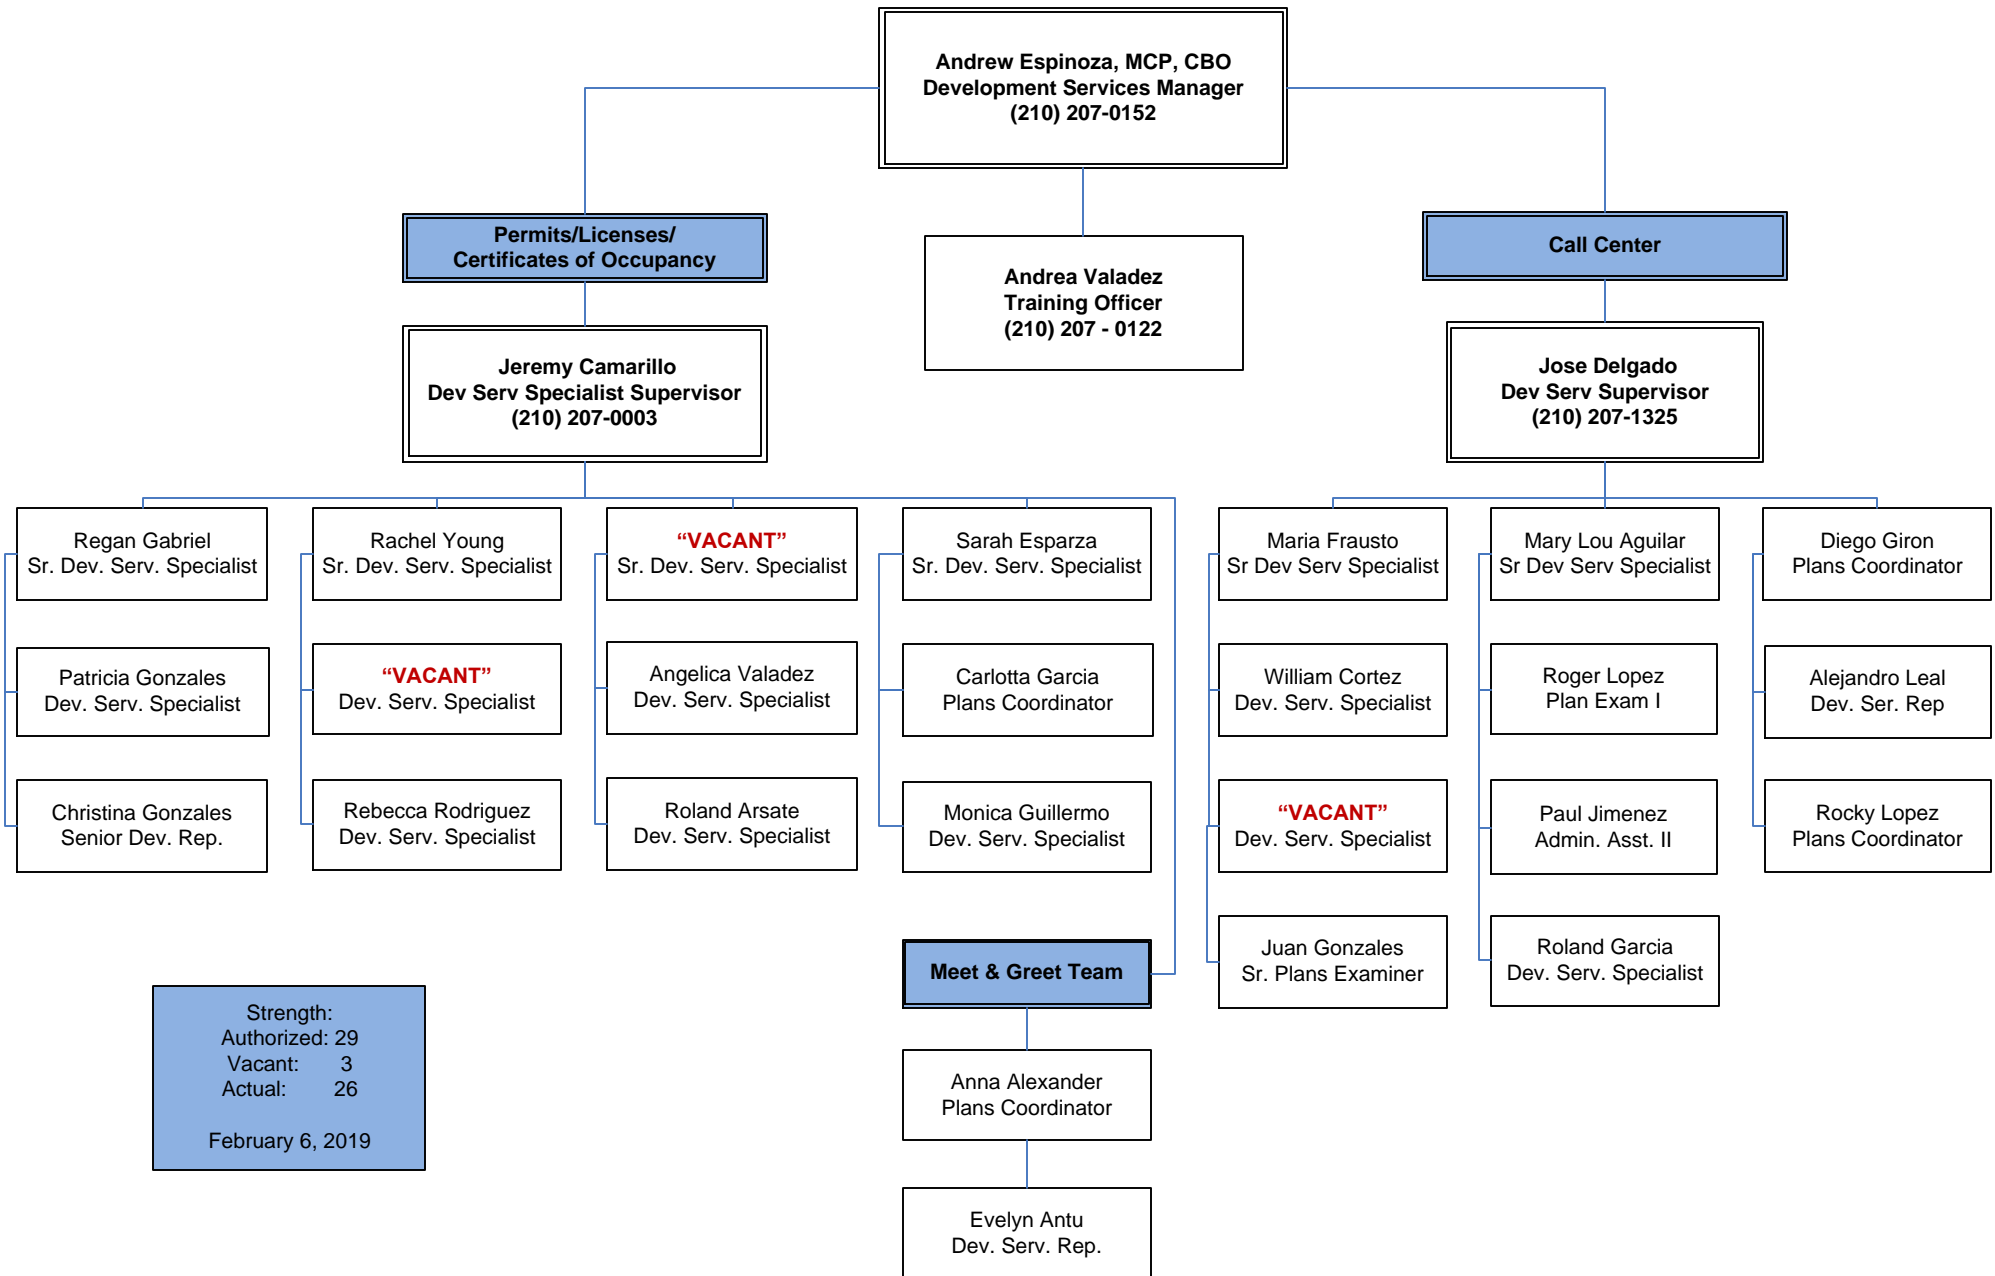 Andrew Espinoza, MCP, CBO
Development Services Manager
(210) 207-0152
Permits/Licenses/
Certificates of Occupancy
Andrea Valadez
Training Officer
(210) 207 - 0122
Call Center
Jeremy Camarillo
Dev Serv Specialist Supervisor
(210) 207-0003
Jose Delgado
Dev Serv Supervisor
(210) 207-1325
Regan Gabriel
Sr. Dev. Serv. Specialist
Rachel Young
Sr. Dev. Serv. Specialist
“VACANT”
Sr. Dev. Serv. Specialist
Sarah Esparza
Sr. Dev. Serv. Specialist
Maria Frausto
Sr Dev Serv Specialist
Mary Lou Aguilar
Sr Dev Serv Specialist
Diego Giron
Plans Coordinator
Patricia Gonzales
Dev. Serv. Specialist
“VACANT”
Dev. Serv. Specialist
Angelica Valadez
Dev. Serv. Specialist
Carlotta Garcia
Plans Coordinator
William Cortez
Dev. Serv. Specialist
Roger Lopez
Plan Exam I
Alejandro Leal
Dev. Ser. Rep
Christina Gonzales
Senior Dev. Rep.
Rebecca Rodriguez
Dev. Serv. Specialist
Roland Arsate
Dev. Serv. Specialist
Monica Guillermo
Dev. Serv. Specialist
“VACANT”
Dev. Serv. Specialist
Paul Jimenez
Admin. Asst. II
Rocky Lopez
Plans Coordinator
Meet & Greet Team
Juan Gonzales
Sr. Plans Examiner
Roland Garcia
Dev. Serv. Specialist
Strength:
Authorized: 29
Vacant: 3
Actual: 26
February 6, 2019
Anna Alexander
Plans Coordinator
Evelyn Antu
Dev. Serv. Rep.